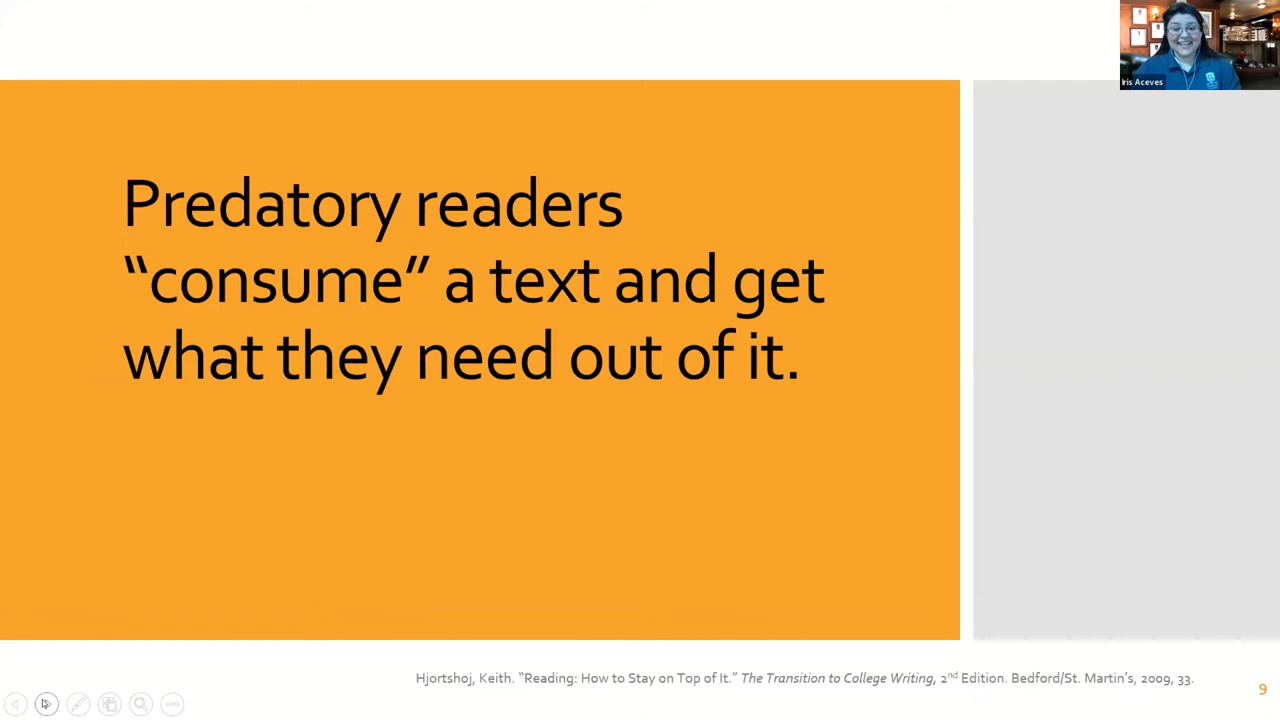 Iris Aceves
Predatory readers
“consume” a text and get
what they need out of it.
Hjortshoj, Keith. “Reading: How to Stay on Top of It.” The Transition to College Writing, 2nd Edition. Bedford/St. Martin’s, 2009, 33.
9